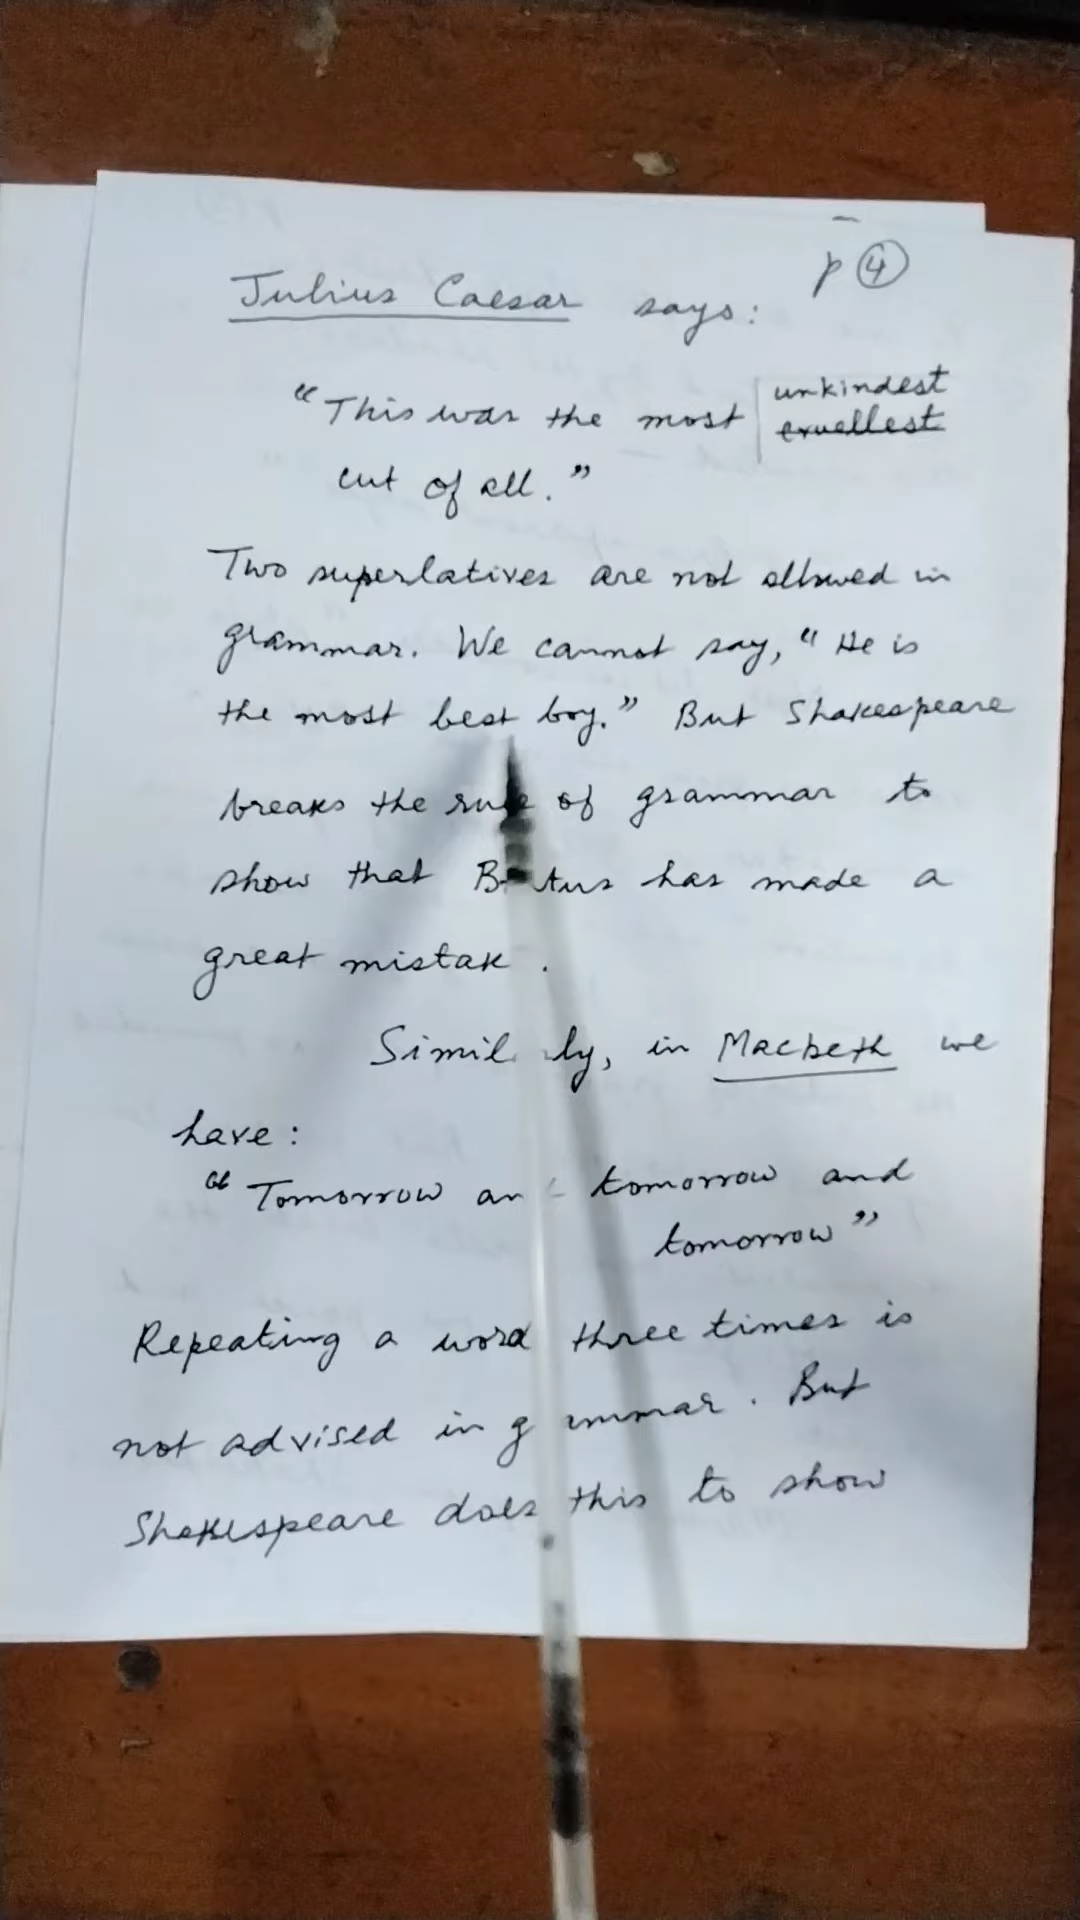 p 4
Julius Caesar says:
"This was the most unkindest
cruellest
cut of all."
Two superlatives are not allowed in
grammar. We cannot say, "He is
the most best boy." But Shakespeare
breaks the rule of grammar to
show that Brutus has made a
great mistak .
Similarly, in Macbeth we
have:
"Tomorrow and tomorrow and
tomorrow"
Repeating a word three times is
not advised in grammar. But
Shakespeare does this to show